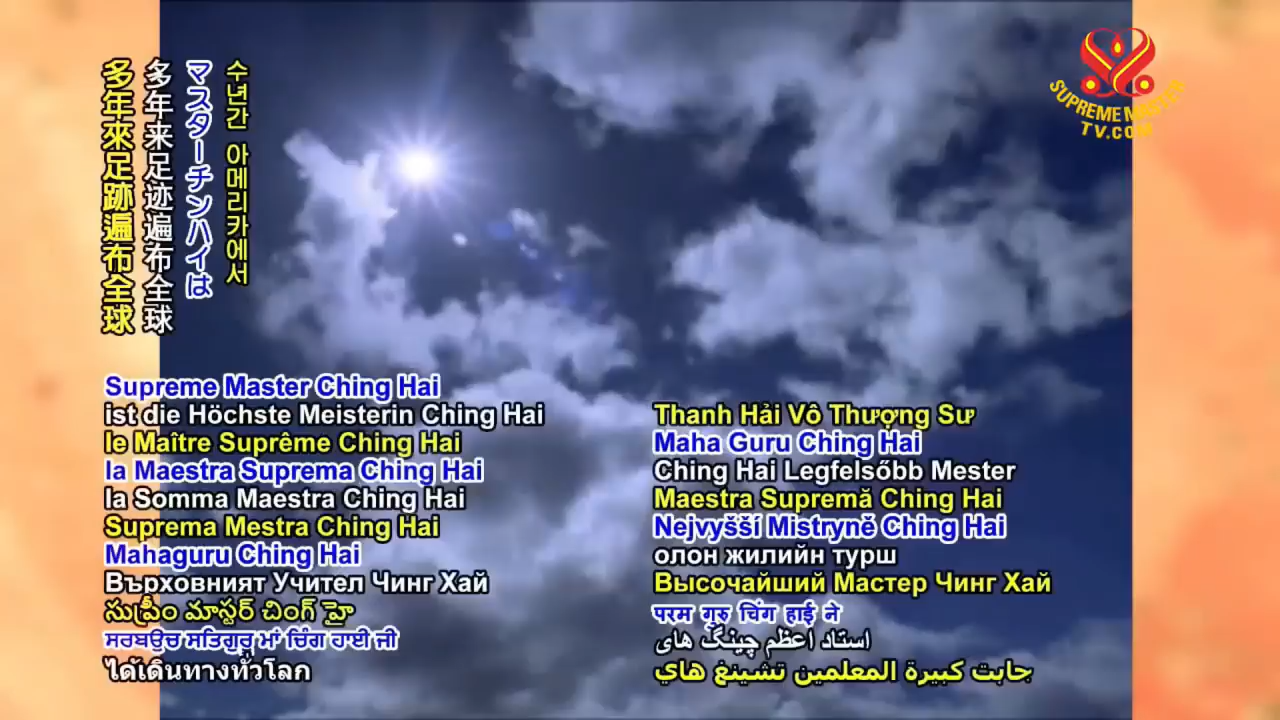 多年來足跡遍布全球
多年来足迹遍布全球
マスターチンハイは
수년간 아메리카에서
SUPREME MASTER
TV.COM
Supreme Master Ching Hai
ist die Höchste Meisterin Ching Hai
le Maître Suprême Ching Hai
la Maestra Suprema Ching Hai
la Somma Maestra Ching Hai
Suprema Mestra Ching Hai
Mahaguru Ching Hai
Върховният Учител Чинг Хай
సుప్రీం మాస్టర్ చింగ్ హై
ਸਰਬਉਚ ਸਤਿਗੁਰੂ ਮਾਂ ਚਿੰਗ ਹਾਈ ਜੀ
ได้เดินทางทั่วโลก
Thanh Hải Vô Thượng Sư
Maha Guru Ching Hai
Ching Hai Legfelsőbb Mester
Maestra Supremă Ching Hai
Nejvyšší Mistryně Ching Hai
олон жилийн турш
Высочайший Мастер Чинг Хай
परम गुरु चिंग हाई ने
استاد اعظم چینگ های
جابت كبيرة المعلمين تشينغ هاي